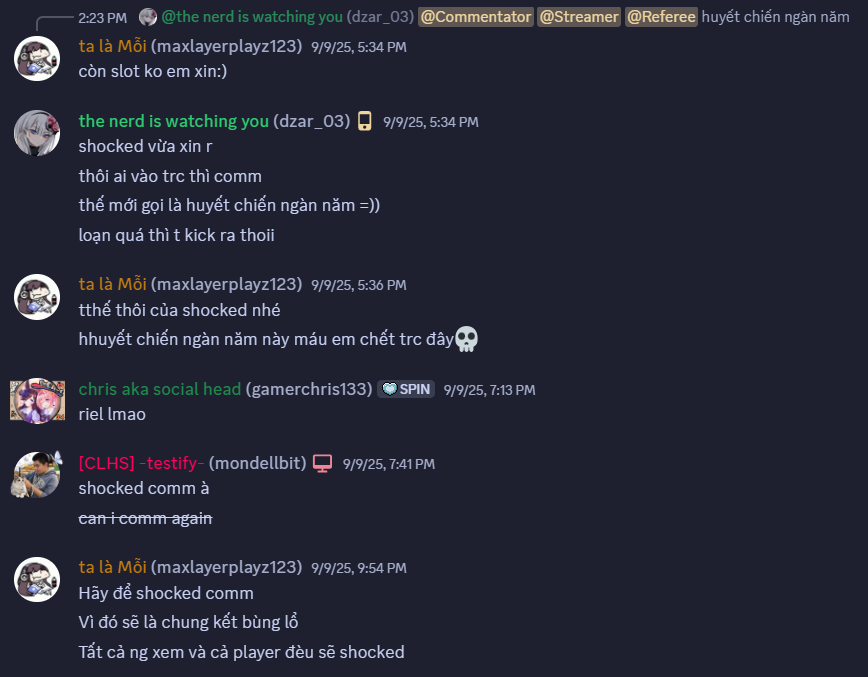 2:23 PM @the nerd is watching you (dzar_03) @Commentator @Streamer @Referee huyết chiến ngàn năm
ta là Mỗi (maxlayerplayz123) 9/9/25, 5:34 PM
còn slot ko em xin:)
the nerd is watching you (dzar_03) 9/9/25, 5:34 PM
shocked vừa xin r
thôi ai vào trc thì comm
thế mới gọi là huyết chiến ngàn năm =))
loạn quá thì t kick ra thoii
ta là Mỗi (maxlayerplayz123) 9/9/25, 5:36 PM
tthế thôi của shocked nhé
hhuyết chiến ngàn năm này máu em chết trc đây💀
chris aka social head (gamerchris133) SPIN 9/9/25, 7:13 PM
riel lmao
[CLHS] -testify- (mondellbit) 9/9/25, 7:41 PM
shocked comm à
can i comm again
ta là Mỗi (maxlayerplayz123) 9/9/25, 9:54 PM
Hãy để shocked comm
Vì đó sẽ là chung kết bùng lổ
Tất cả ng xem và cả player đèu sẽ shocked